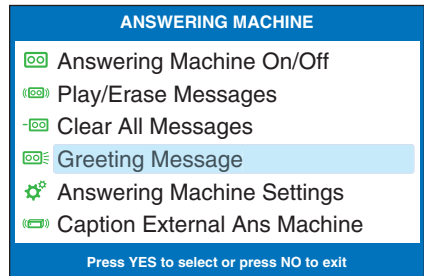 ANSWERING MACHINE
Answering Machine On/Off
Play/Erase Messages
Clear All Messages
Greeting Message
Answering Machine Settings
Caption External Ans Machine
Press YES to select or press NO to exit